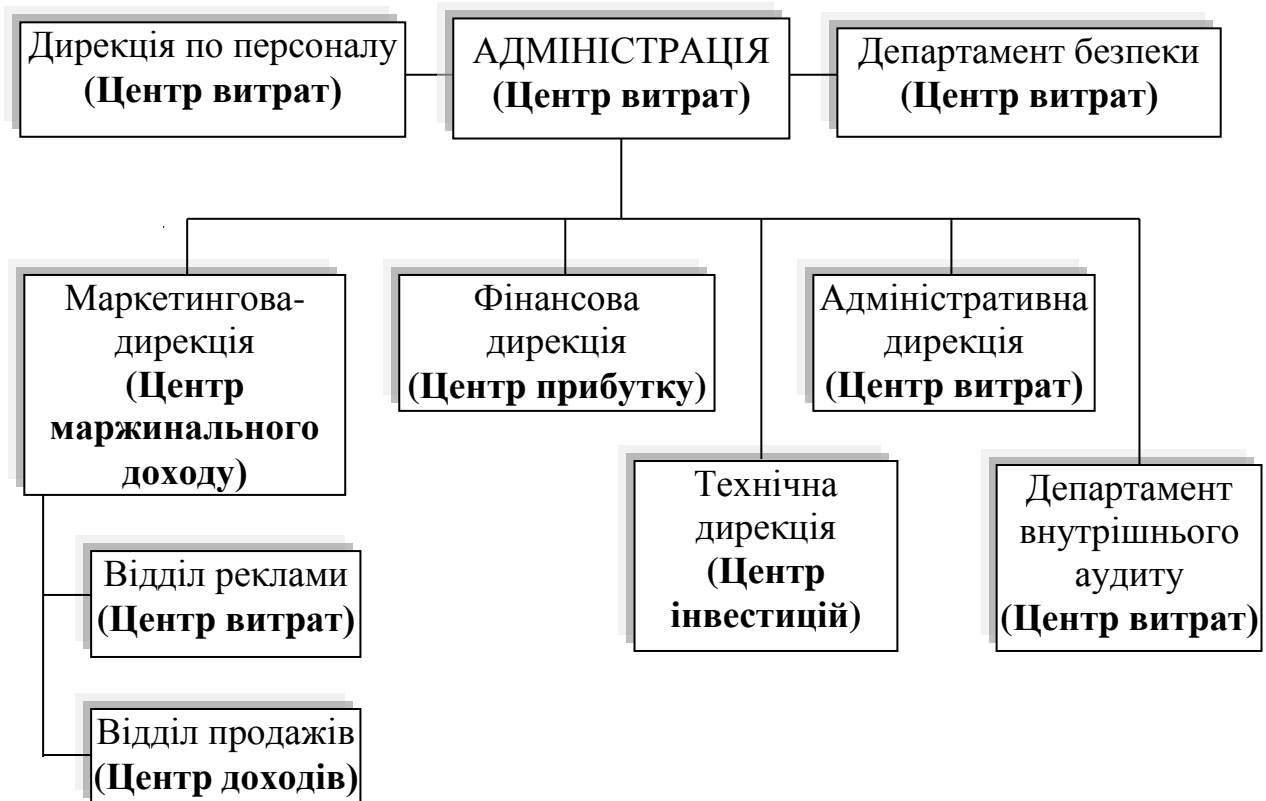 Дирекція по персоналу
(Центр витрат)
АДМІНІСТРАЦІЯ
(Центр витрат)
Департамент безпеки
(Центр витрат)
Маркетингова-
дирекція
(Центр
маржинального
доходу)
Фінансова
дирекція
(Центр прибутку)
Адміністративна
дирекція
(Центр витрат)
Технічна
дирекція
(Центр
інвестицій)
Департамент
внутрішнього
аудиту
(Центр витрат)
Відділ реклами
(Центр витрат)
Відділ продажів
(Центр доходів)